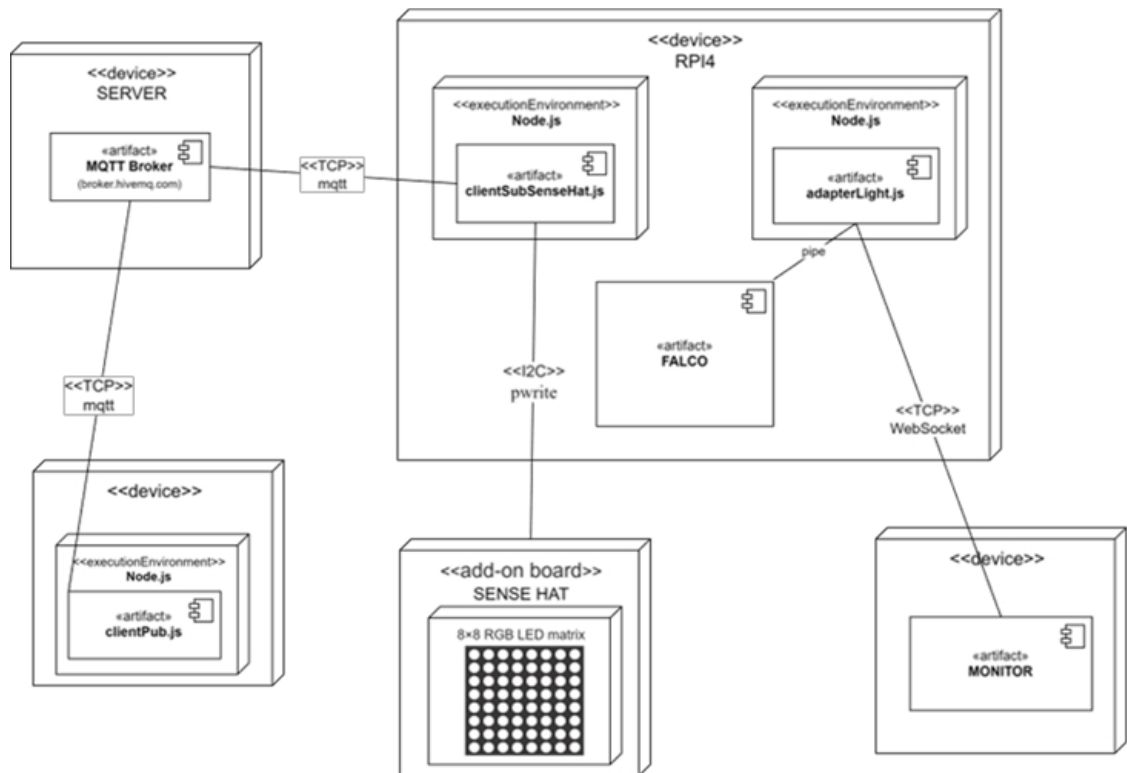 <<device>>
SERVER
«artifact»
MQTT Broker
(broker.hivemq.com)
<<TCP>>
mqtt
<<device>>
RPI4
<<executionEnvironment>>
Node.js
«artifact»
clientSubSenseHat.js
<<executionEnvironment>>
Node.js
«artifact»
adapterLight.js
pipe
«artifact»
FALCO
<<I2C>>
pwrite
<<TCP>>
WebSocket
<<TCP>>
mqtt
<<device>>
<<executionEnvironment>>
Node.js
«artifact»
clientPub.js
<<add-on board>>
SENSE HAT
8×8 RGB LED matrix
<<device>>
«artifact»
MONITOR